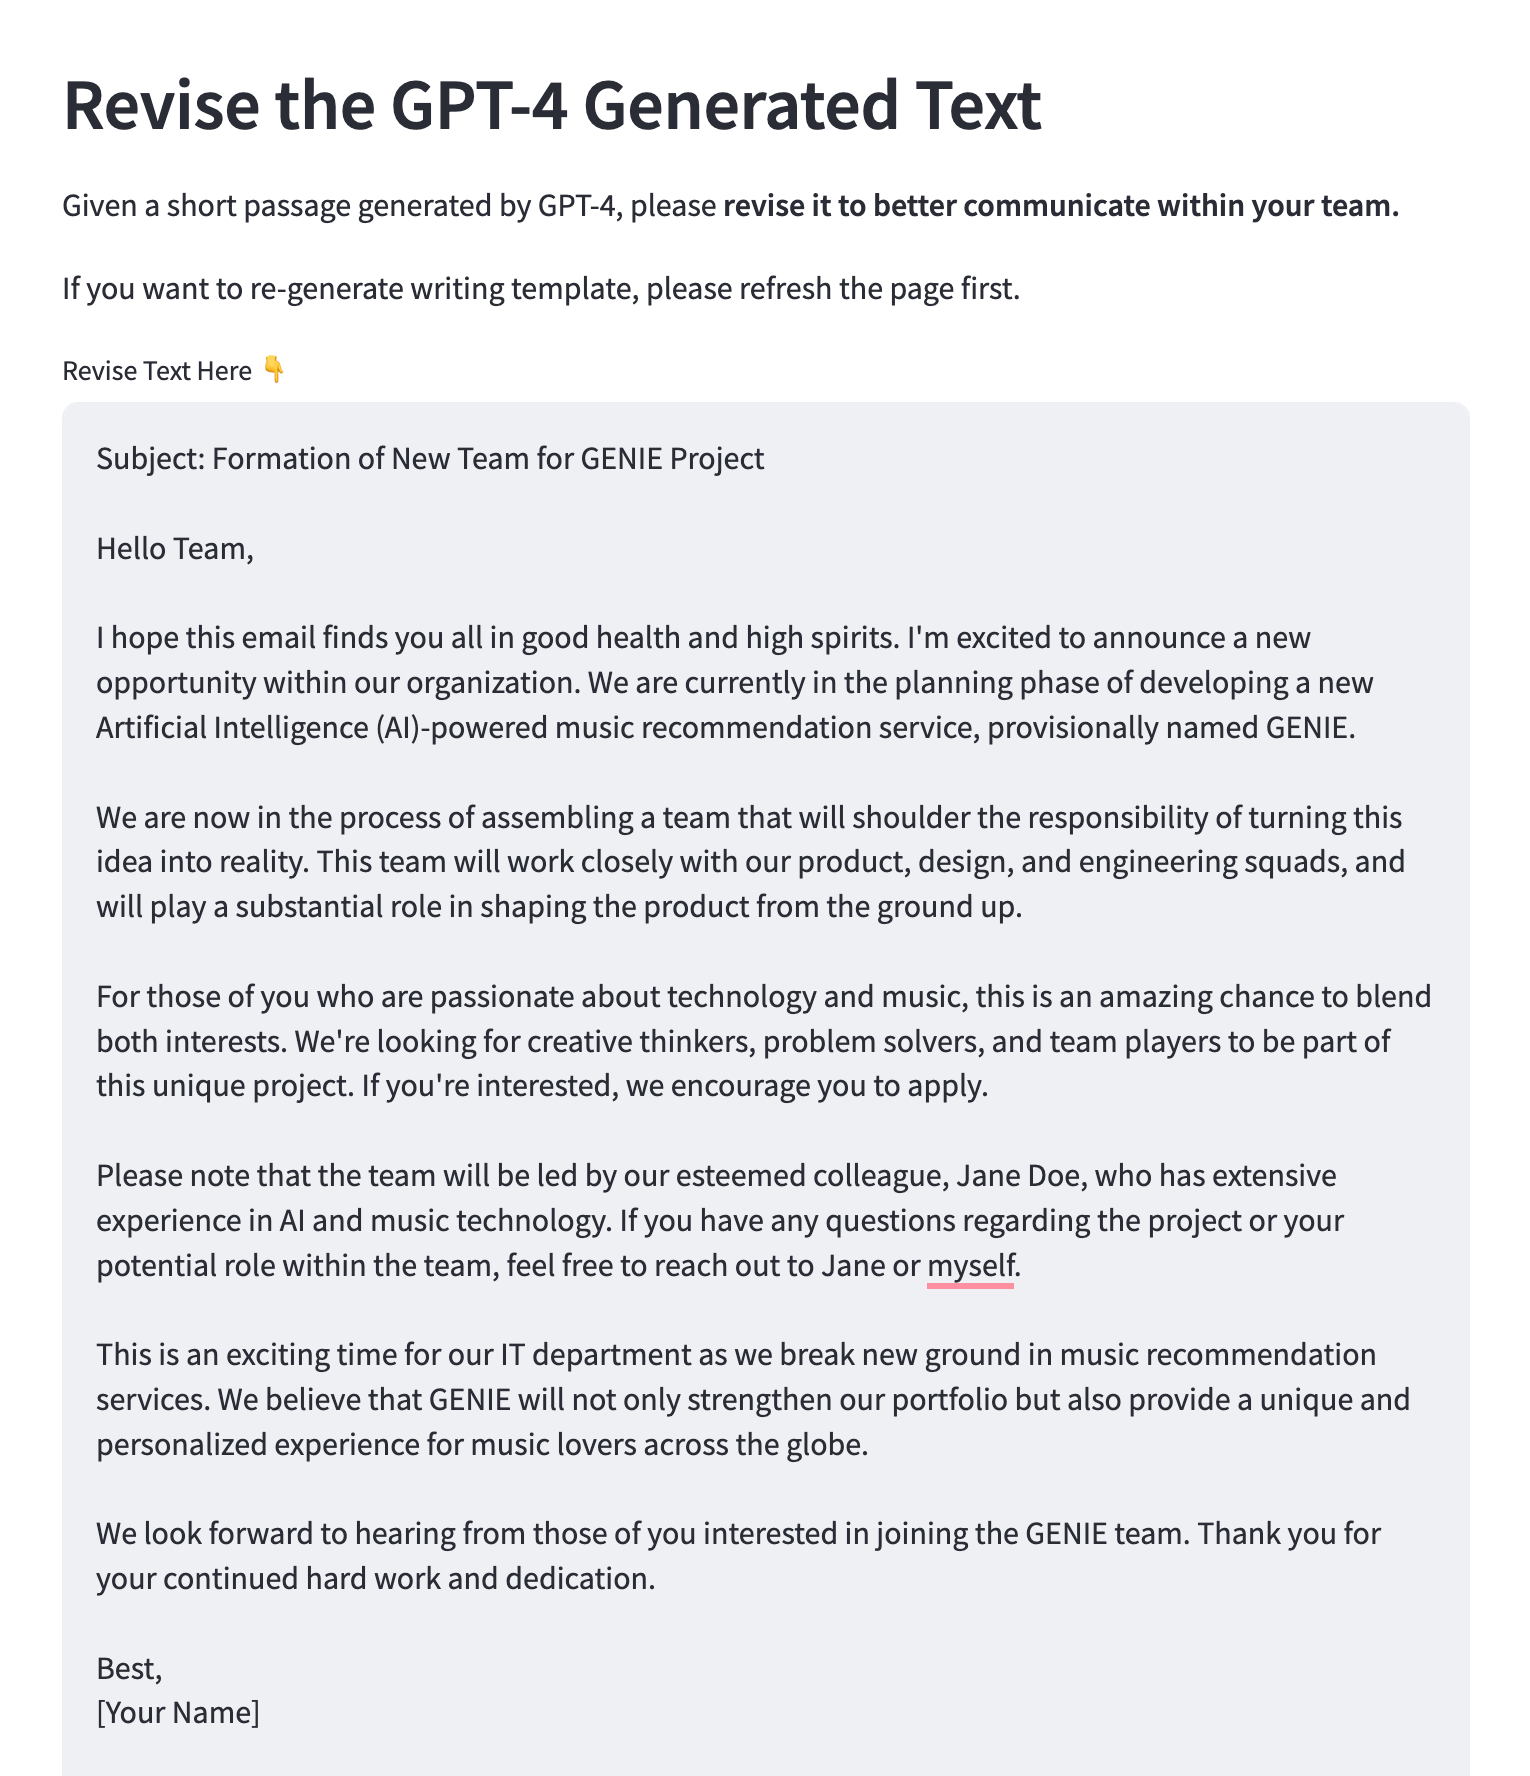 Revise the GPT-4 Generated Text
Given a short passage generated by GPT-4, please revise it to better communicate within your team.
If you want to re-generate writing template, please refresh the page first.
Revise Text Here 👇
Subject: Formation of New Team for GENIE Project
Hello Team,
I hope this email finds you all in good health and high spirits. I'm excited to announce a new
opportunity within our organization. We are currently in the planning phase of developing a new
Artificial Intelligence (AI)-powered music recommendation service, provisionally named GENIE.
We are now in the process of assembling a team that will shoulder the responsibility of turning this
idea into reality. This team will work closely with our product, design, and engineering squads, and
will play a substantial role in shaping the product from the ground up.
For those of you who are passionate about technology and music, this is an amazing chance to blend
both interests. We're looking for creative thinkers, problem solvers, and team players to be part of
this unique project. If you're interested, we encourage you to apply.
Please note that the team will be led by our esteemed colleague, Jane Doe, who has extensive
experience in AI and music technology. If you have any questions regarding the project or your
potential role within the team, feel free to reach out to Jane or myself.
This is an exciting time for our IT department as we break new ground in music recommendation
services. We believe that GENIE will not only strengthen our portfolio but also provide a unique and
personalized experience for music lovers across the globe.
We look forward to hearing from those of you interested in joining the GENIE team. Thank you for
your continued hard work and dedication.
Best,
[Your Name]